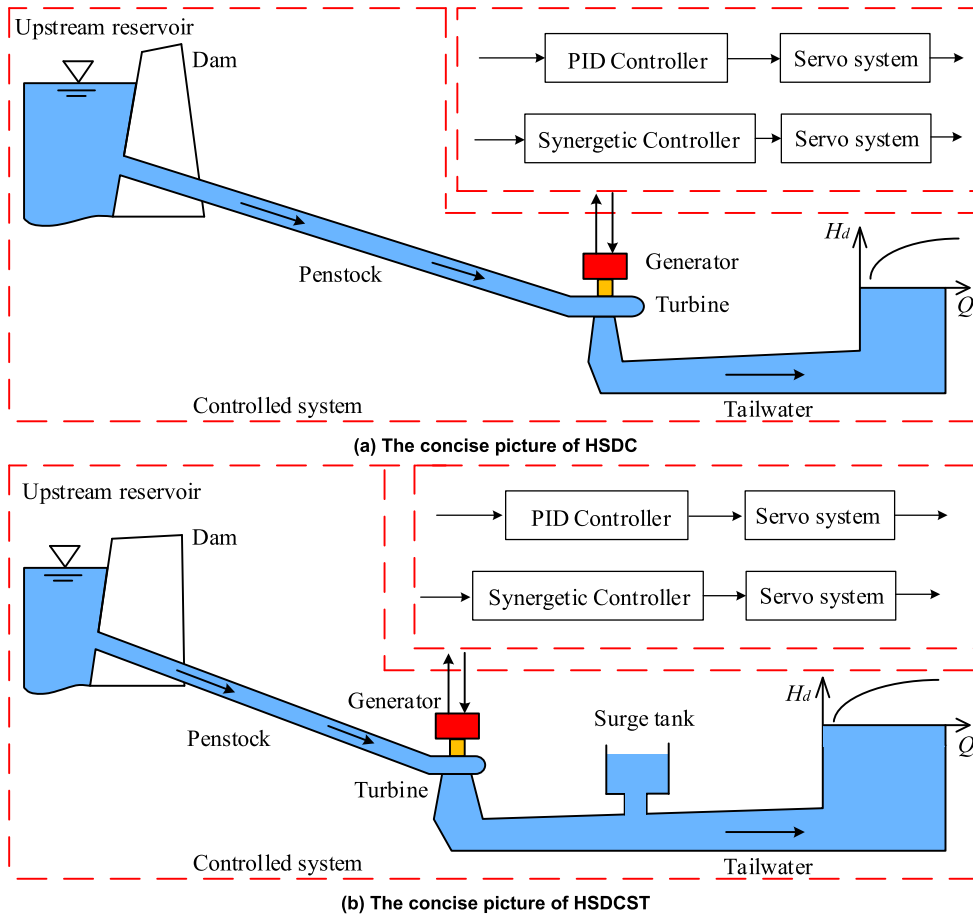 Upstream reservoir
Dam
PID Controller
Servo system
Synergetic Controller
Servo system
Penstock
Generator
Turbine
Hd
Q
Controlled system
Tailwater
(a) The concise picture of HSDC
Upstream reservoir
Dam
PID Controller
Servo system
Synergetic Controller
Servo system
Generator
Penstock
Turbine
Surge tank
Hd
Q
Controlled system
Tailwater
(b) The concise picture of HSDCST